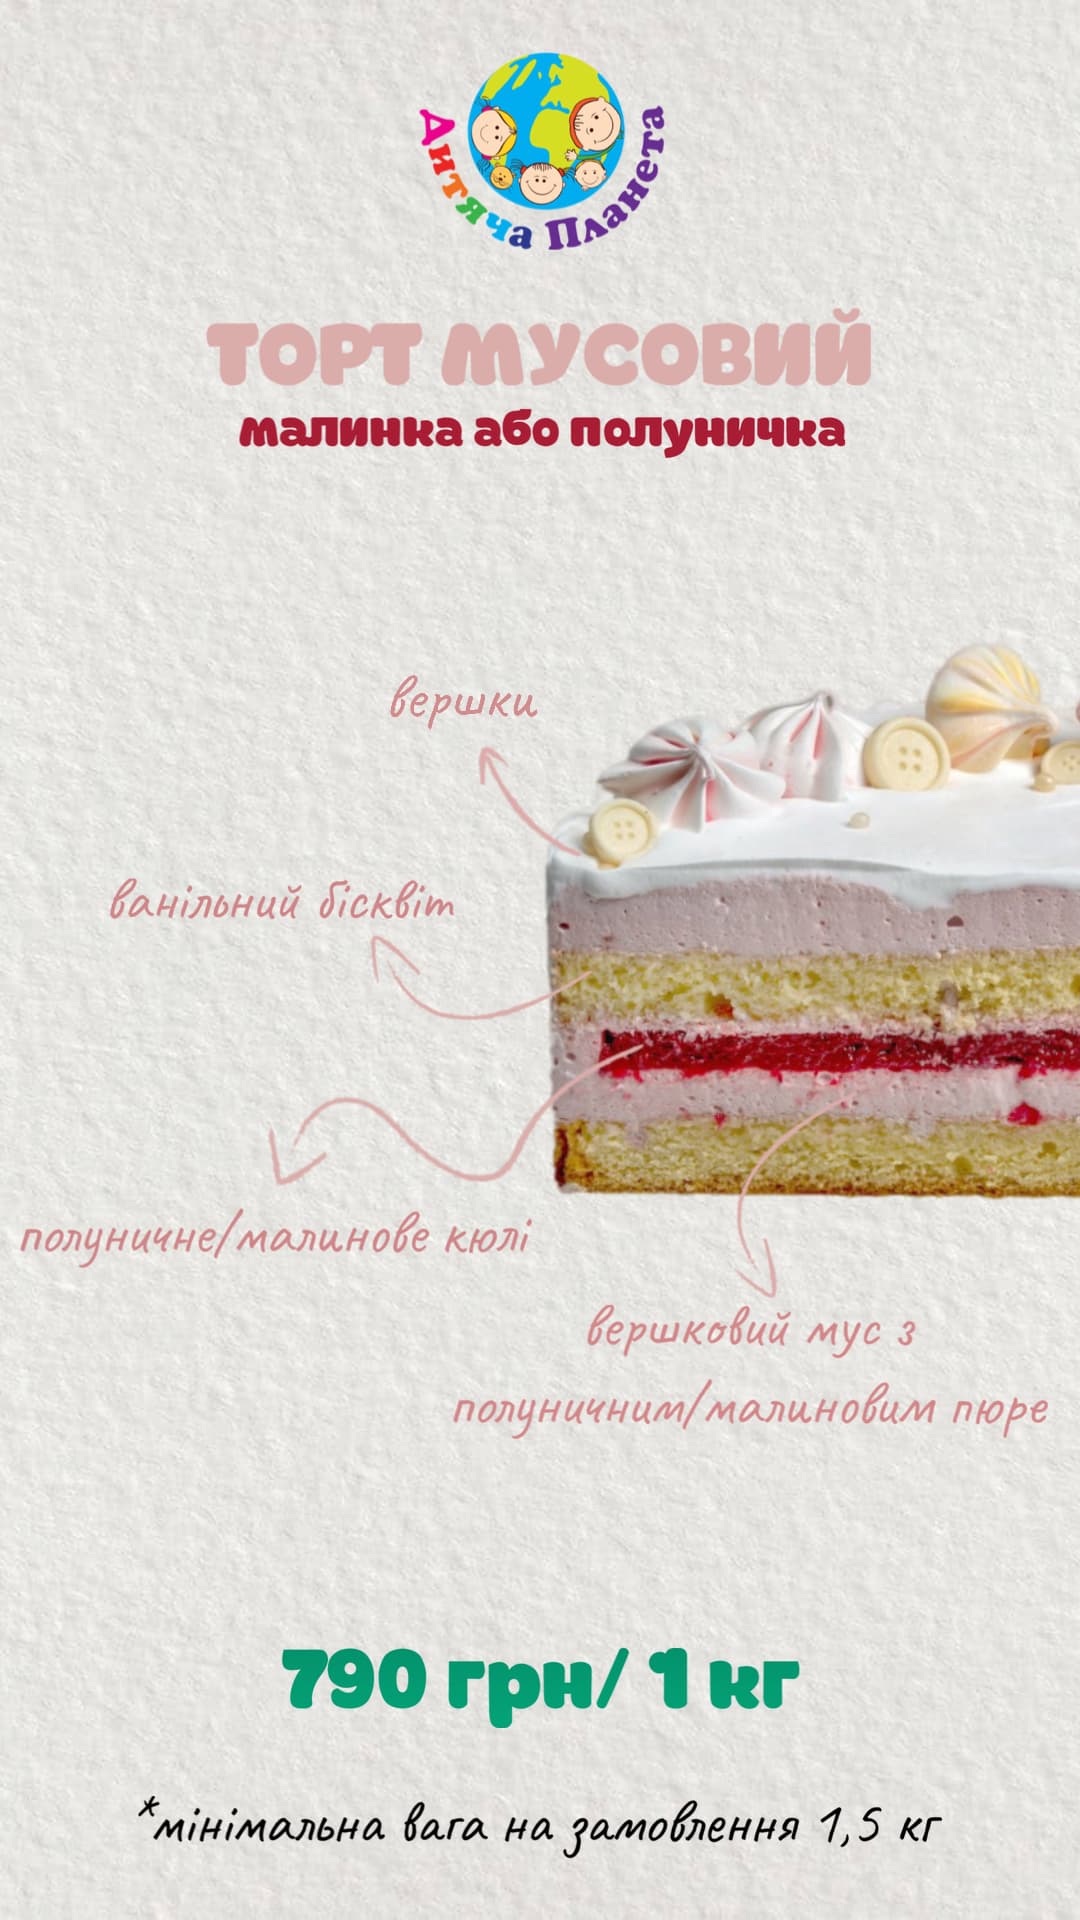 Дитяча Планета
ТОРТ МУСОВИЙ
малинка або полуничка
вершки
ванільний бісквіт
полуничне/малинове кюлі
вершковий мус з
полуничним/малиновим пюре
790 грн/ 1 кг
*мінімальна вага на замовлення 1,5 кг